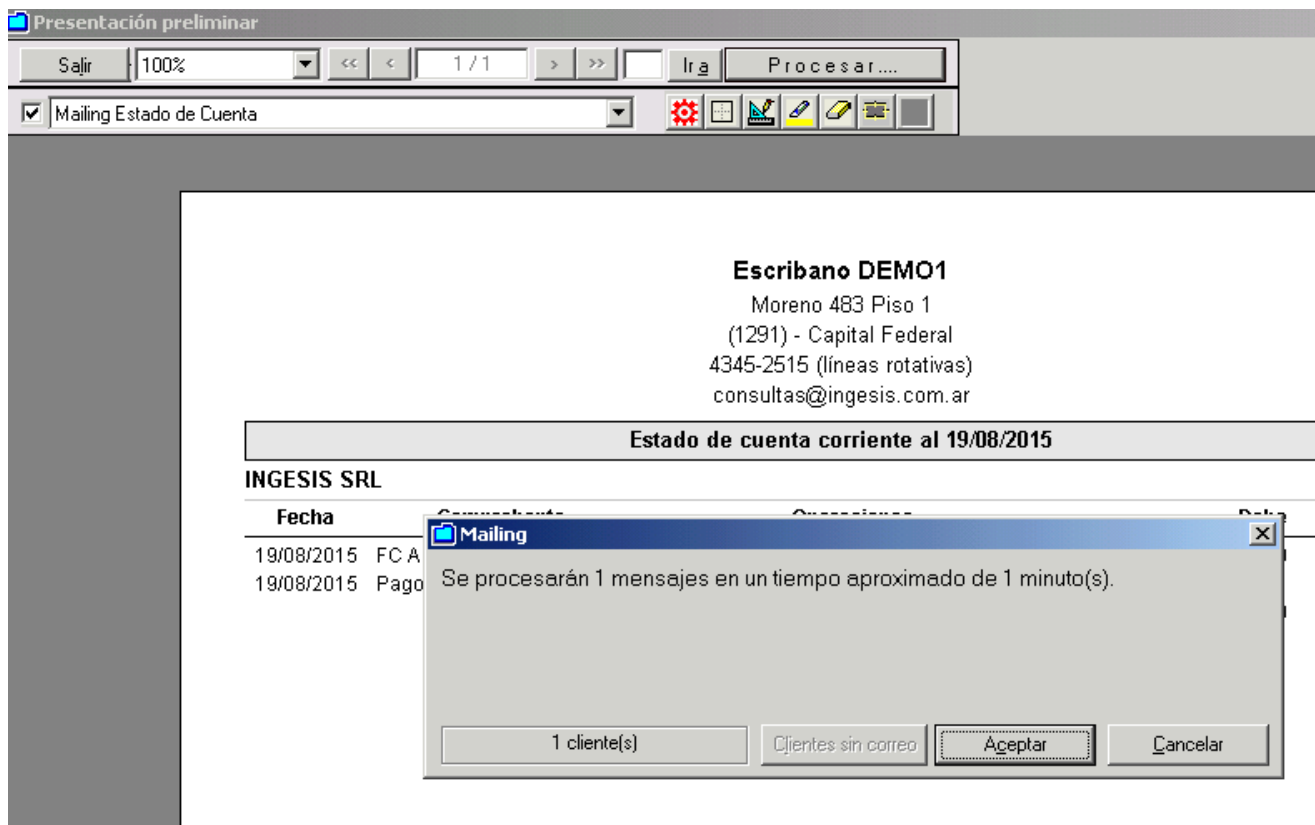 Presentación preliminar
Salir 100% << < 1 / 1 > >> Ir a Procesar....
Mailing Estado de Cuenta
Escribano DEMO1
Moreno 483 Piso 1
(1291) - Capital Federal
4345-2515 (líneas rotativas)
consultas@ingesis.com.ar
Estado de cuenta corriente al 19/08/2015
INGESIS SRL
Fecha Comprobante Operaciones Debe
Mailing
19/08/2015 FC A
Se procesarán 1 mensajes en un tiempo aproximado de 1 minuto(s).
19/08/2015 Pago
1 cliente(s) Clientes sin correo Aceptar Cancelar